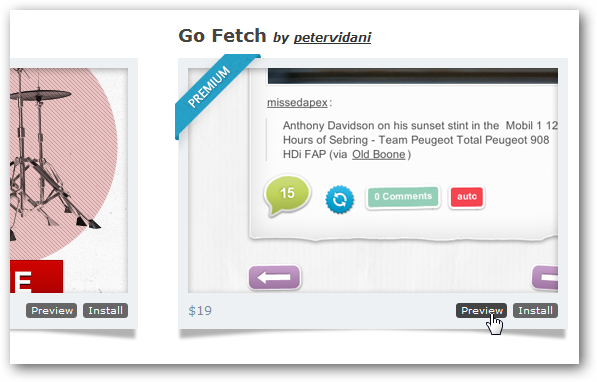 Go Fetch by petervidani
PREMIUM
missedapex:
Anthony Davidson on his sunset stint in the Mobil 1 12
Hours of Sebring - Team Peugeot Total Peugeot 908
HDi FAP (via Old Boone)
15
0 Comments
auto
E
Preview Install
$19
Preview Install